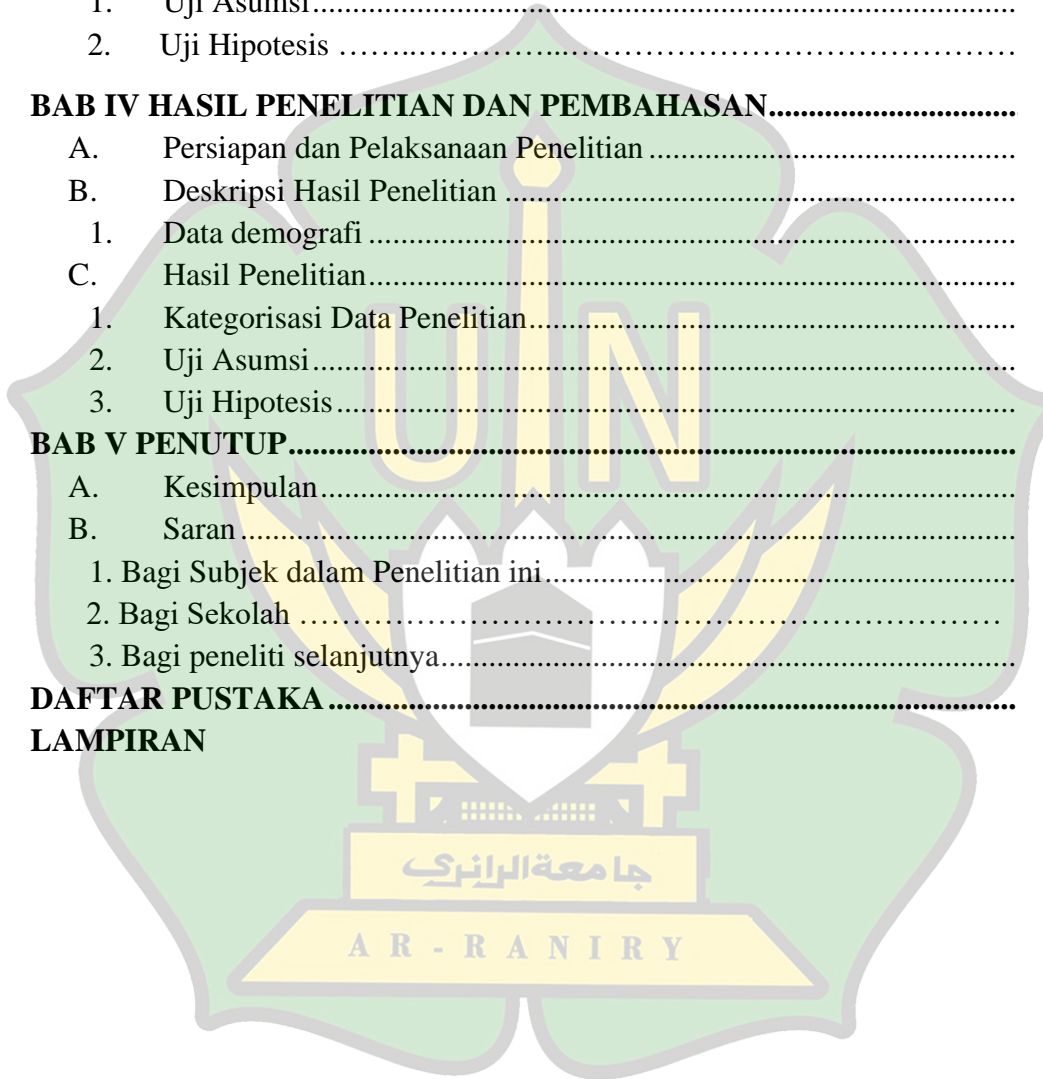 1. Uji Asumsi....................................................................................................
2. Uji Hipotesis ……..…………...…………………………………………………
BAB IV HASIL PENELITIAN DAN PEMBAHASAN...............................
A. Persiapan dan Pelaksanaan Penelitian ..............................................
B. Deskripsi Hasil Penelitian ................................................................
1. Data demografi .................................................................................
C. Hasil Penelitian.................................................................................
1. Kategorisasi Data Penelitian.............................................................
2. Uji Asumsi........................................................................................
3. Uji Hipotesis.....................................................................................
BAB V PENUTUP...........................................................................................
A. Kesimpulan.......................................................................................
B. Saran.................................................................................................
1. Bagi Subjek dalam Penelitian ini...........................................................
2. Bagi Sekolah ……………………………………………………………
3. Bagi peneliti selanjutnya........................................................................
DAFTAR PUSTAKA......................................................................................
LAMPIRAN
UIN
جامعة الرانري
AR-RANIRY